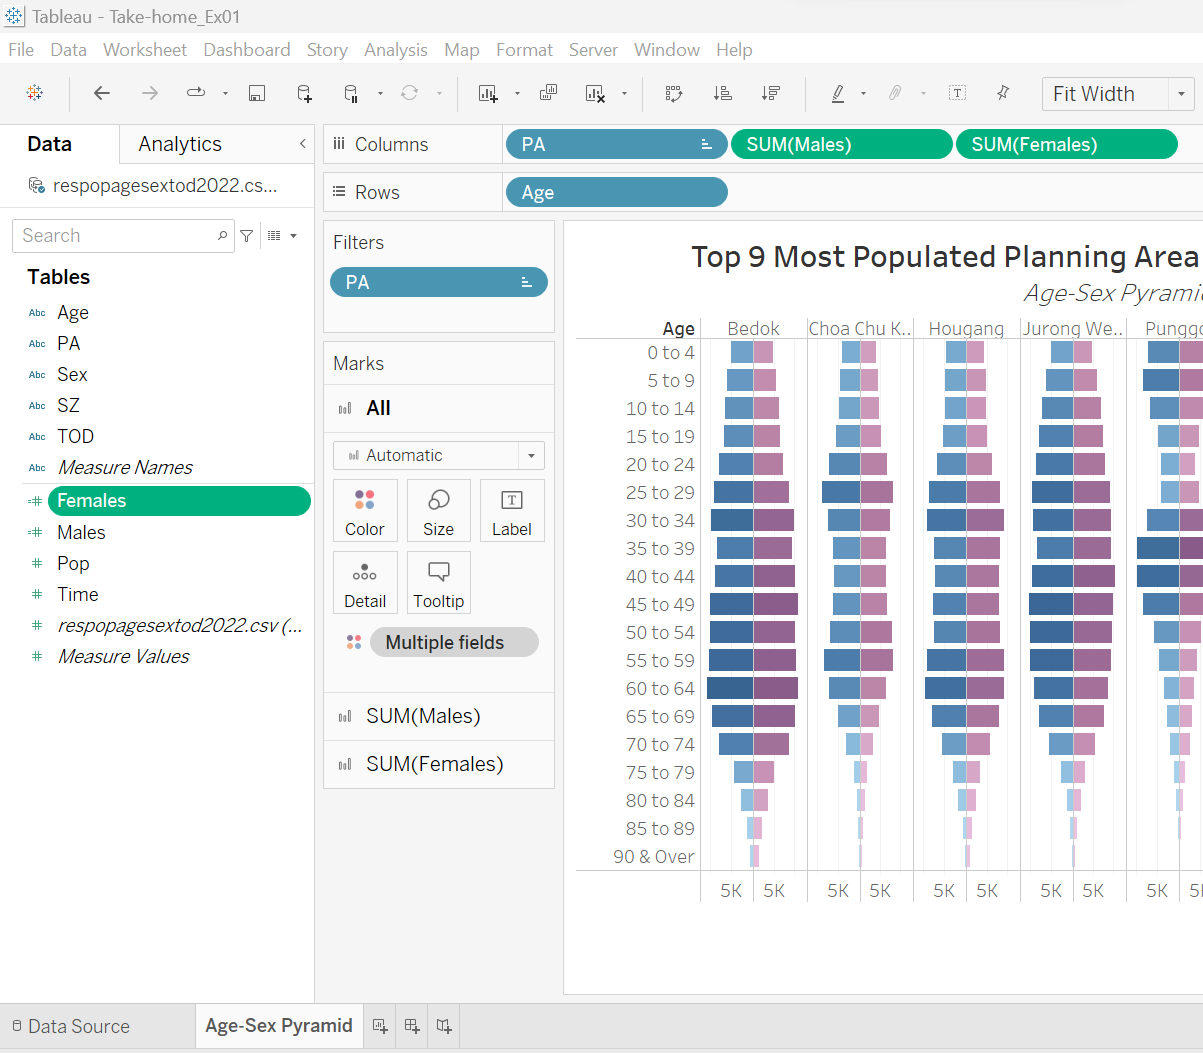 Tableau - Take-home_Ex01
File Data Worksheet Dashboard Story Analysis Map Format Server Window Help
Fit Width
Data Analytics
respopagesextod2022.cs...
Search
Tables
Abc Age
Abc PA
Abc Sex
Abc SZ
Abc TOD
Abc Measure Names
Females
Males
Pop
Time
respopagesextod2022.csv (...
Measure Values
Columns PA SUM(Males) SUM(Females)
Rows Age
Filters
PA
Marks
All
Automatic
Color Size Label
Detail Tooltip
Multiple fields
SUM(Males)
SUM(Females)
Top 9 Most Populated Planning Area
Age-Sex Pyrami
Age Bedok Choa Chu K.. Hougang Jurong We.. Pungg
0 to 4
5 to 9
10 to 14
15 to 19
20 to 24
25 to 29
30 to 34
35 to 39
40 to 44
45 to 49
50 to 54
55 to 59
60 to 64
65 to 69
70 to 74
75 to 79
80 to 84
85 to 89
90 & Over
5K 5K 5K 5K 5K 5K 5K 5K 5K
Data Source Age-Sex Pyramid